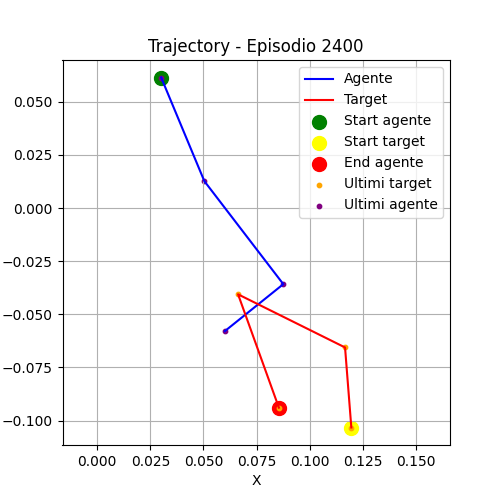 Trajectory - Episodio 2400
Agente
Target
Start agente
Start target
End agente
Ultimi target
Ultimi agente
0.050
0.025
0.000
−0.025
−0.050
−0.075
−0.100
0.000 0.025 0.050 0.075 0.100 0.125 0.150
X